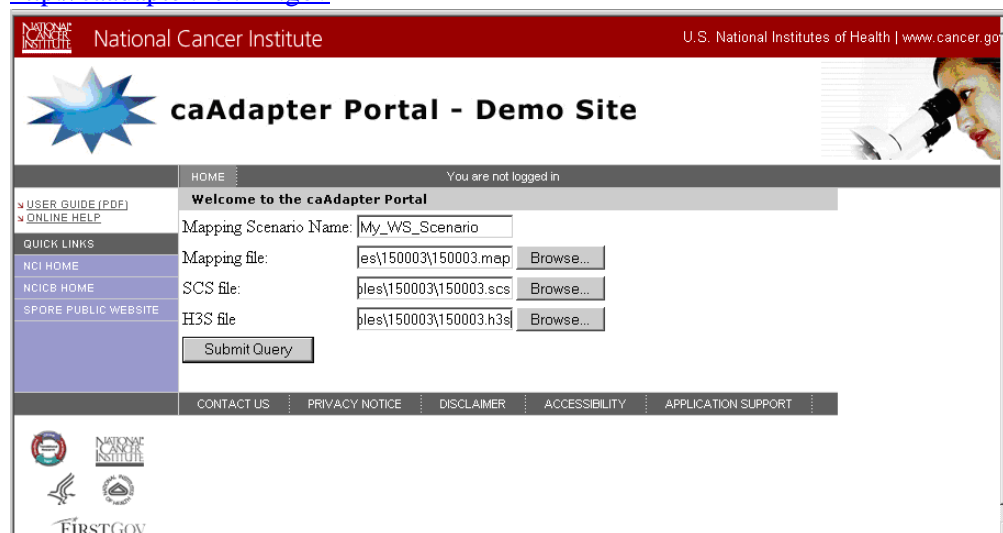 NATIONAL CANCER INSTITUTE
National Cancer Institute
U.S. National Institutes of Health | www.cancer.gov
caAdapter Portal - Demo Site
HOME
You are not logged in
USER GUIDE (PDF)
ONLINE HELP
QUICK LINKS
NCI HOME
NCICB HOME
SPORE PUBLIC WEBSITE
Welcome to the caAdapter Portal
Mapping Scenario Name: My_WS_Scenario
Mapping file: es\150003\150003.map Browse...
SCS file: ples\150003\150003.scs Browse...
H3S file ples\150003\150003.h3s Browse...
Submit Query
CONTACT US PRIVACY NOTICE DISCLAIMER ACCESSIBILITY APPLICATION SUPPORT
NATIONAL CANCER INSTITUTE
FIRSTGOV